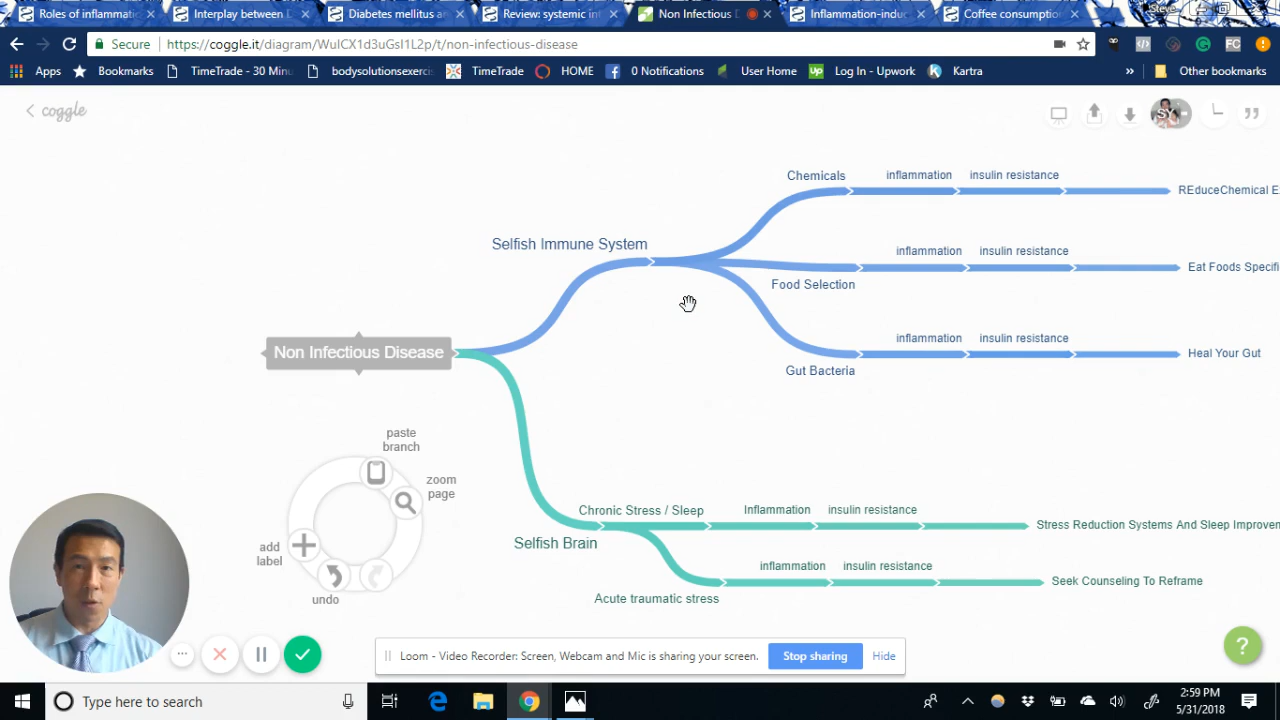 Roles of inflamma
Interplay between D
Diabetes mellitus a
Review: systemic in
Non Infectious D
Inflammation-induc
Coffee consumptio
Steve
Secure
https://coggle.it/diagram/WuICX1d3uGsI1L2p/t/non-infectious-disease
Apps
Bookmarks
TimeTrade - 30 Minu
bodysolutionsexerci
TimeTrade
HOME
0 Notifications
User Home
Up
Log In - Upwork
Kartra
»
Other bookmarks
coggle
SY
Chemicals
inflammation
insulin resistance
REduceChemical E
Selfish Immune System
inflammation
insulin resistance
Food Selection
Eat Foods Specifi
inflammation
insulin resistance
Gut Bacteria
Heal Your Gut
Non Infectious Disease
paste
branch
zoom
page
add
label
undo
Chronic Stress / Sleep
Inflammation
insulin resistance
Stress Reduction Systems And Sleep Improven
Selfish Brain
inflammation
insulin resistance
Acute traumatic stress
Seek Counseling To Reframe
Loom - Video Recorder: Screen, Webcam and Mic is sharing your screen.
Stop sharing
Hide
?
Type here to search
2:59 PM
5/31/2018